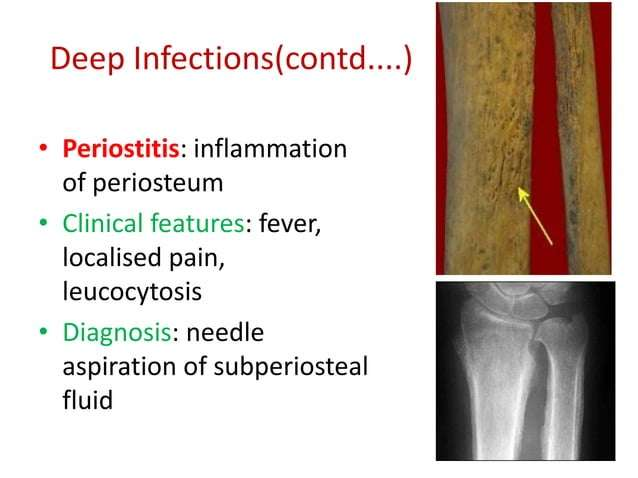 Deep Infections(contd....)
• Periostitis: inflammation
of periosteum
• Clinical features: fever,
localised pain,
leucocytosis
• Diagnosis: needle
aspiration of subperiosteal
fluid